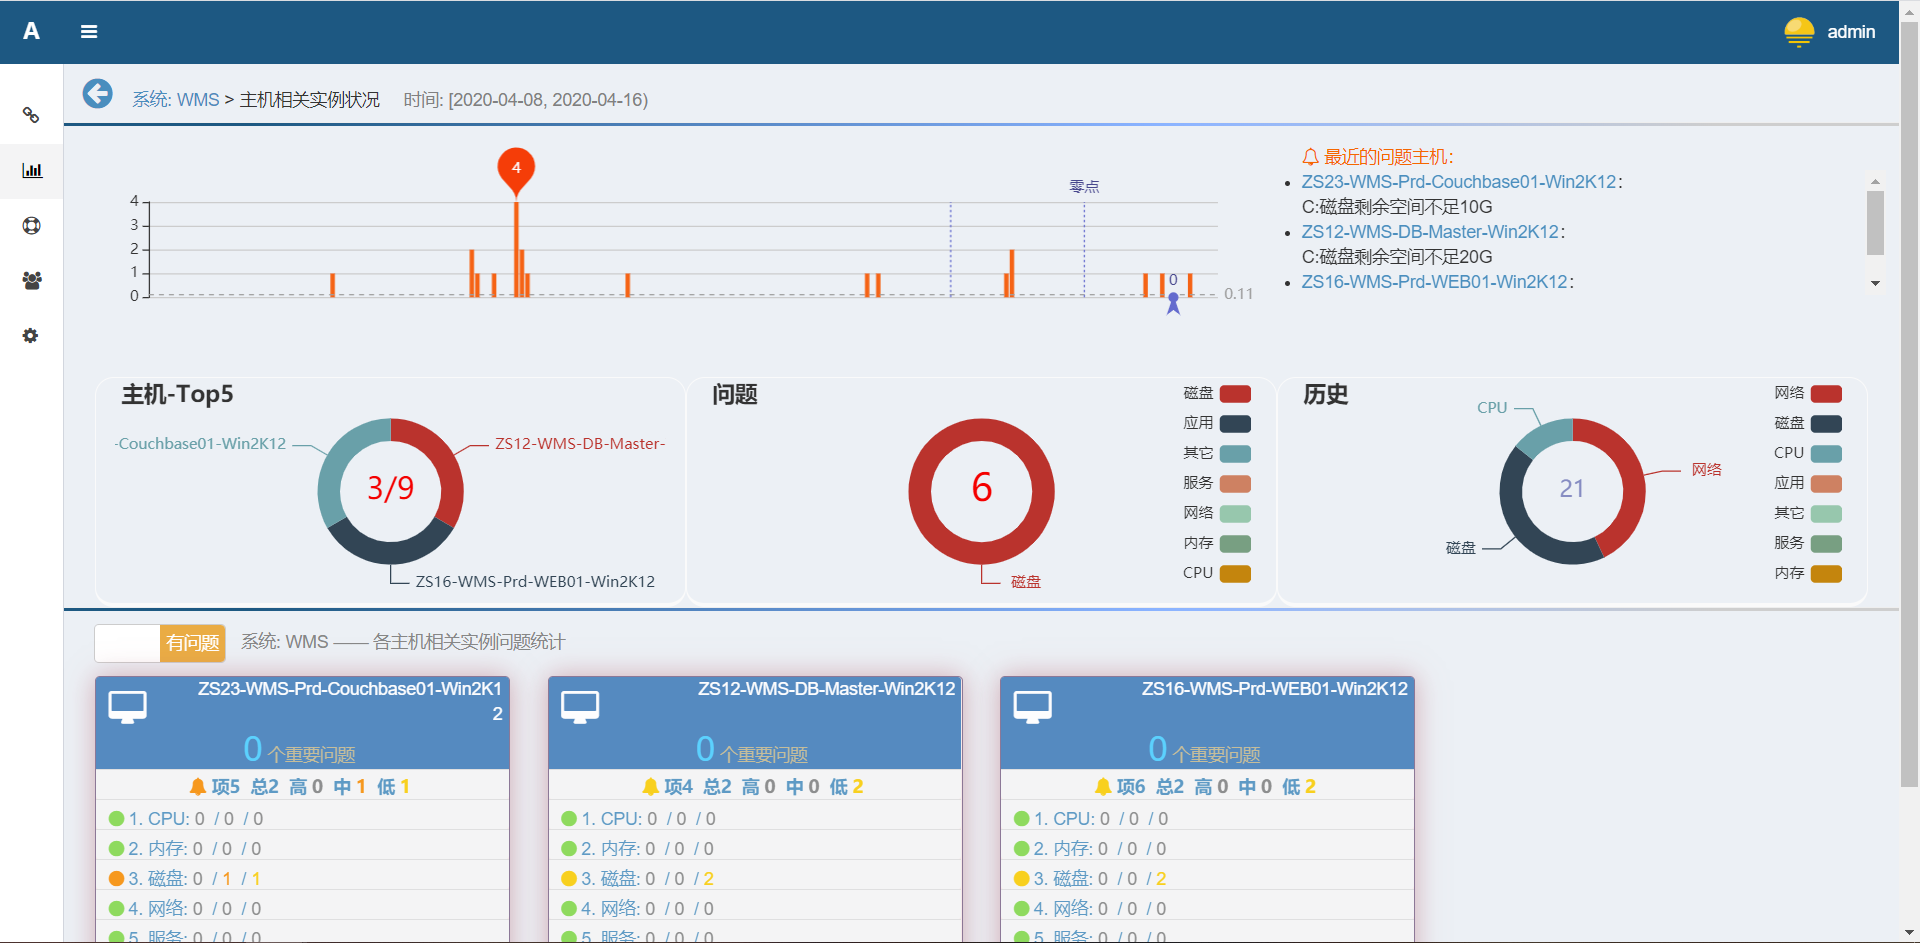 A
admin
系统: WMS > 主机相关实例状况 时间: [2020-04-08, 2020-04-16)
4
零点
4
3
2
1
0
0
0.11
最近的问题主机:
ZS23-WMS-Prd-Couchbase01-Win2K12:
C:磁盘剩余空间不足10G
ZS12-WMS-DB-Master-Win2K12:
C:磁盘剩余空间不足20G
ZS16-WMS-Prd-WEB01-Win2K12:
主机-Top5
-Couchbase01-Win2K12
ZS12-WMS-DB-Master-
3/9
ZS16-WMS-Prd-WEB01-Win2K12
问题
6
磁盘
磁盘
应用
其它
服务
网络
内存
CPU
历史
CPU
网络
21
磁盘
网络
磁盘
CPU
应用
其它
服务
内存
有问题 系统: WMS —— 各主机相关实例问题统计
ZS23-WMS-Prd-Couchbase01-Win2K1
2
0 个重要问题
项5 总2 高0 中1 低1
1. CPU: 0 / 0 / 0
2. 内存: 0 / 0 / 0
3. 磁盘: 0 / 1 / 1
4. 网络: 0 / 0 / 0
5. 服务: 0 / 0 / 0
ZS12-WMS-DB-Master-Win2K12
0 个重要问题
项4 总2 高0 中0 低2
1. CPU: 0 / 0 / 0
2. 内存: 0 / 0 / 0
3. 磁盘: 0 / 0 / 2
4. 网络: 0 / 0 / 0
5. 服务: 0 / 0 / 0
ZS16-WMS-Prd-WEB01-Win2K12
0 个重要问题
项6 总2 高0 中0 低2
1. CPU: 0 / 0 / 0
2. 内存: 0 / 0 / 0
3. 磁盘: 0 / 0 / 2
4. 网络: 0 / 0 / 0
5. 服务: 0 / 0 / 0